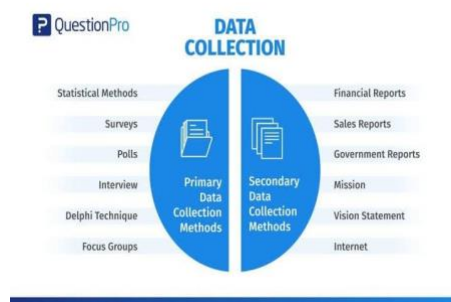 QuestionPro
DATA
COLLECTION
Statistical Methods
Surveys
Polls
Interview
Delphi Technique
Focus Groups
Primary
Data
Collection
Methods
Secondary
Data
Collection
Methods
Financial Reports
Sales Reports
Government Reports
Mission
Vision Statement
Internet